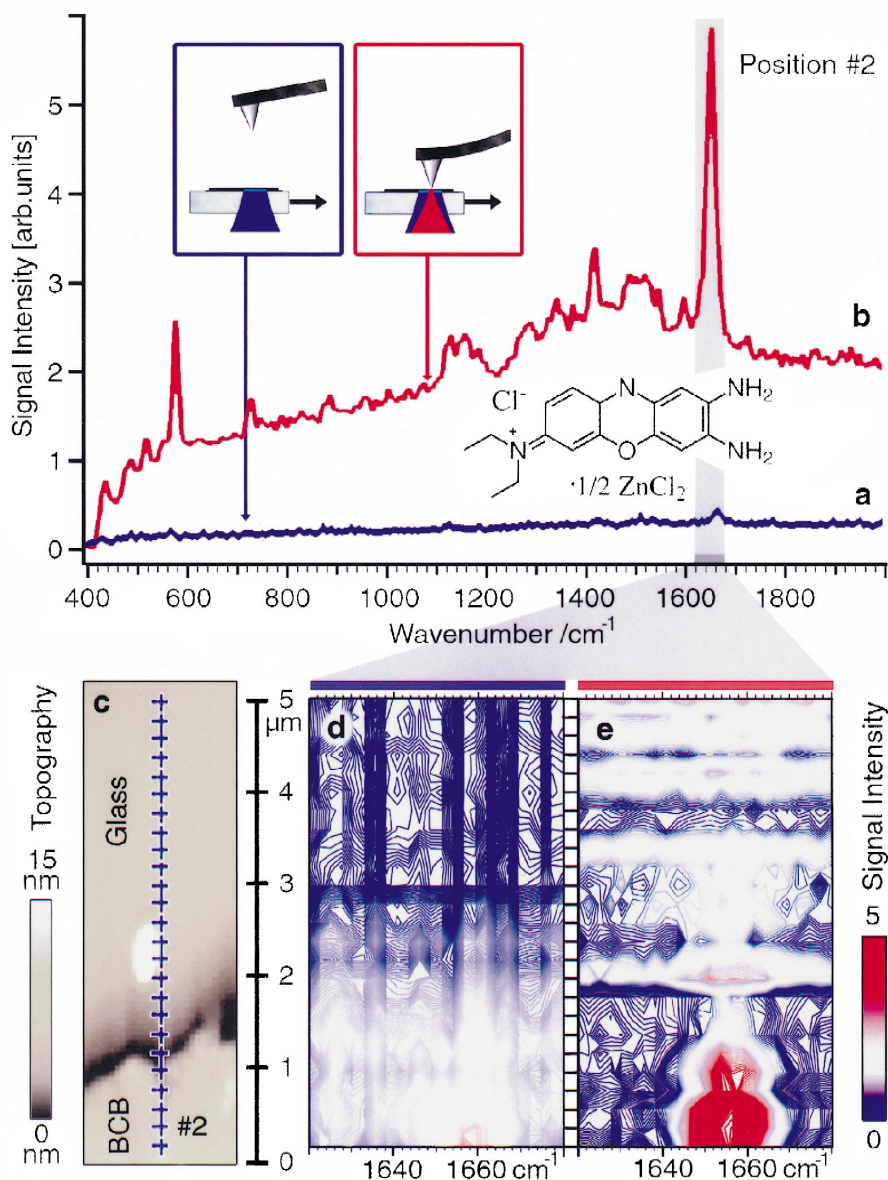 Position #2
Signal Intensity [arb.units]
5
4
3
2
1
0
b
a
Cl-
N
NH2
N+
O
NH2
·1/2 ZnCl2
400 600 800 1000 1200 1400 1600 1800
Wavenumber /cm-1
Topography
15 nm
0 nm
c
Glass
BCB
#2
5
µm
4
3
2
1
0
d
e
1640 1660 cm-1
1640 1660 cm-1
Signal Intensity
5
0